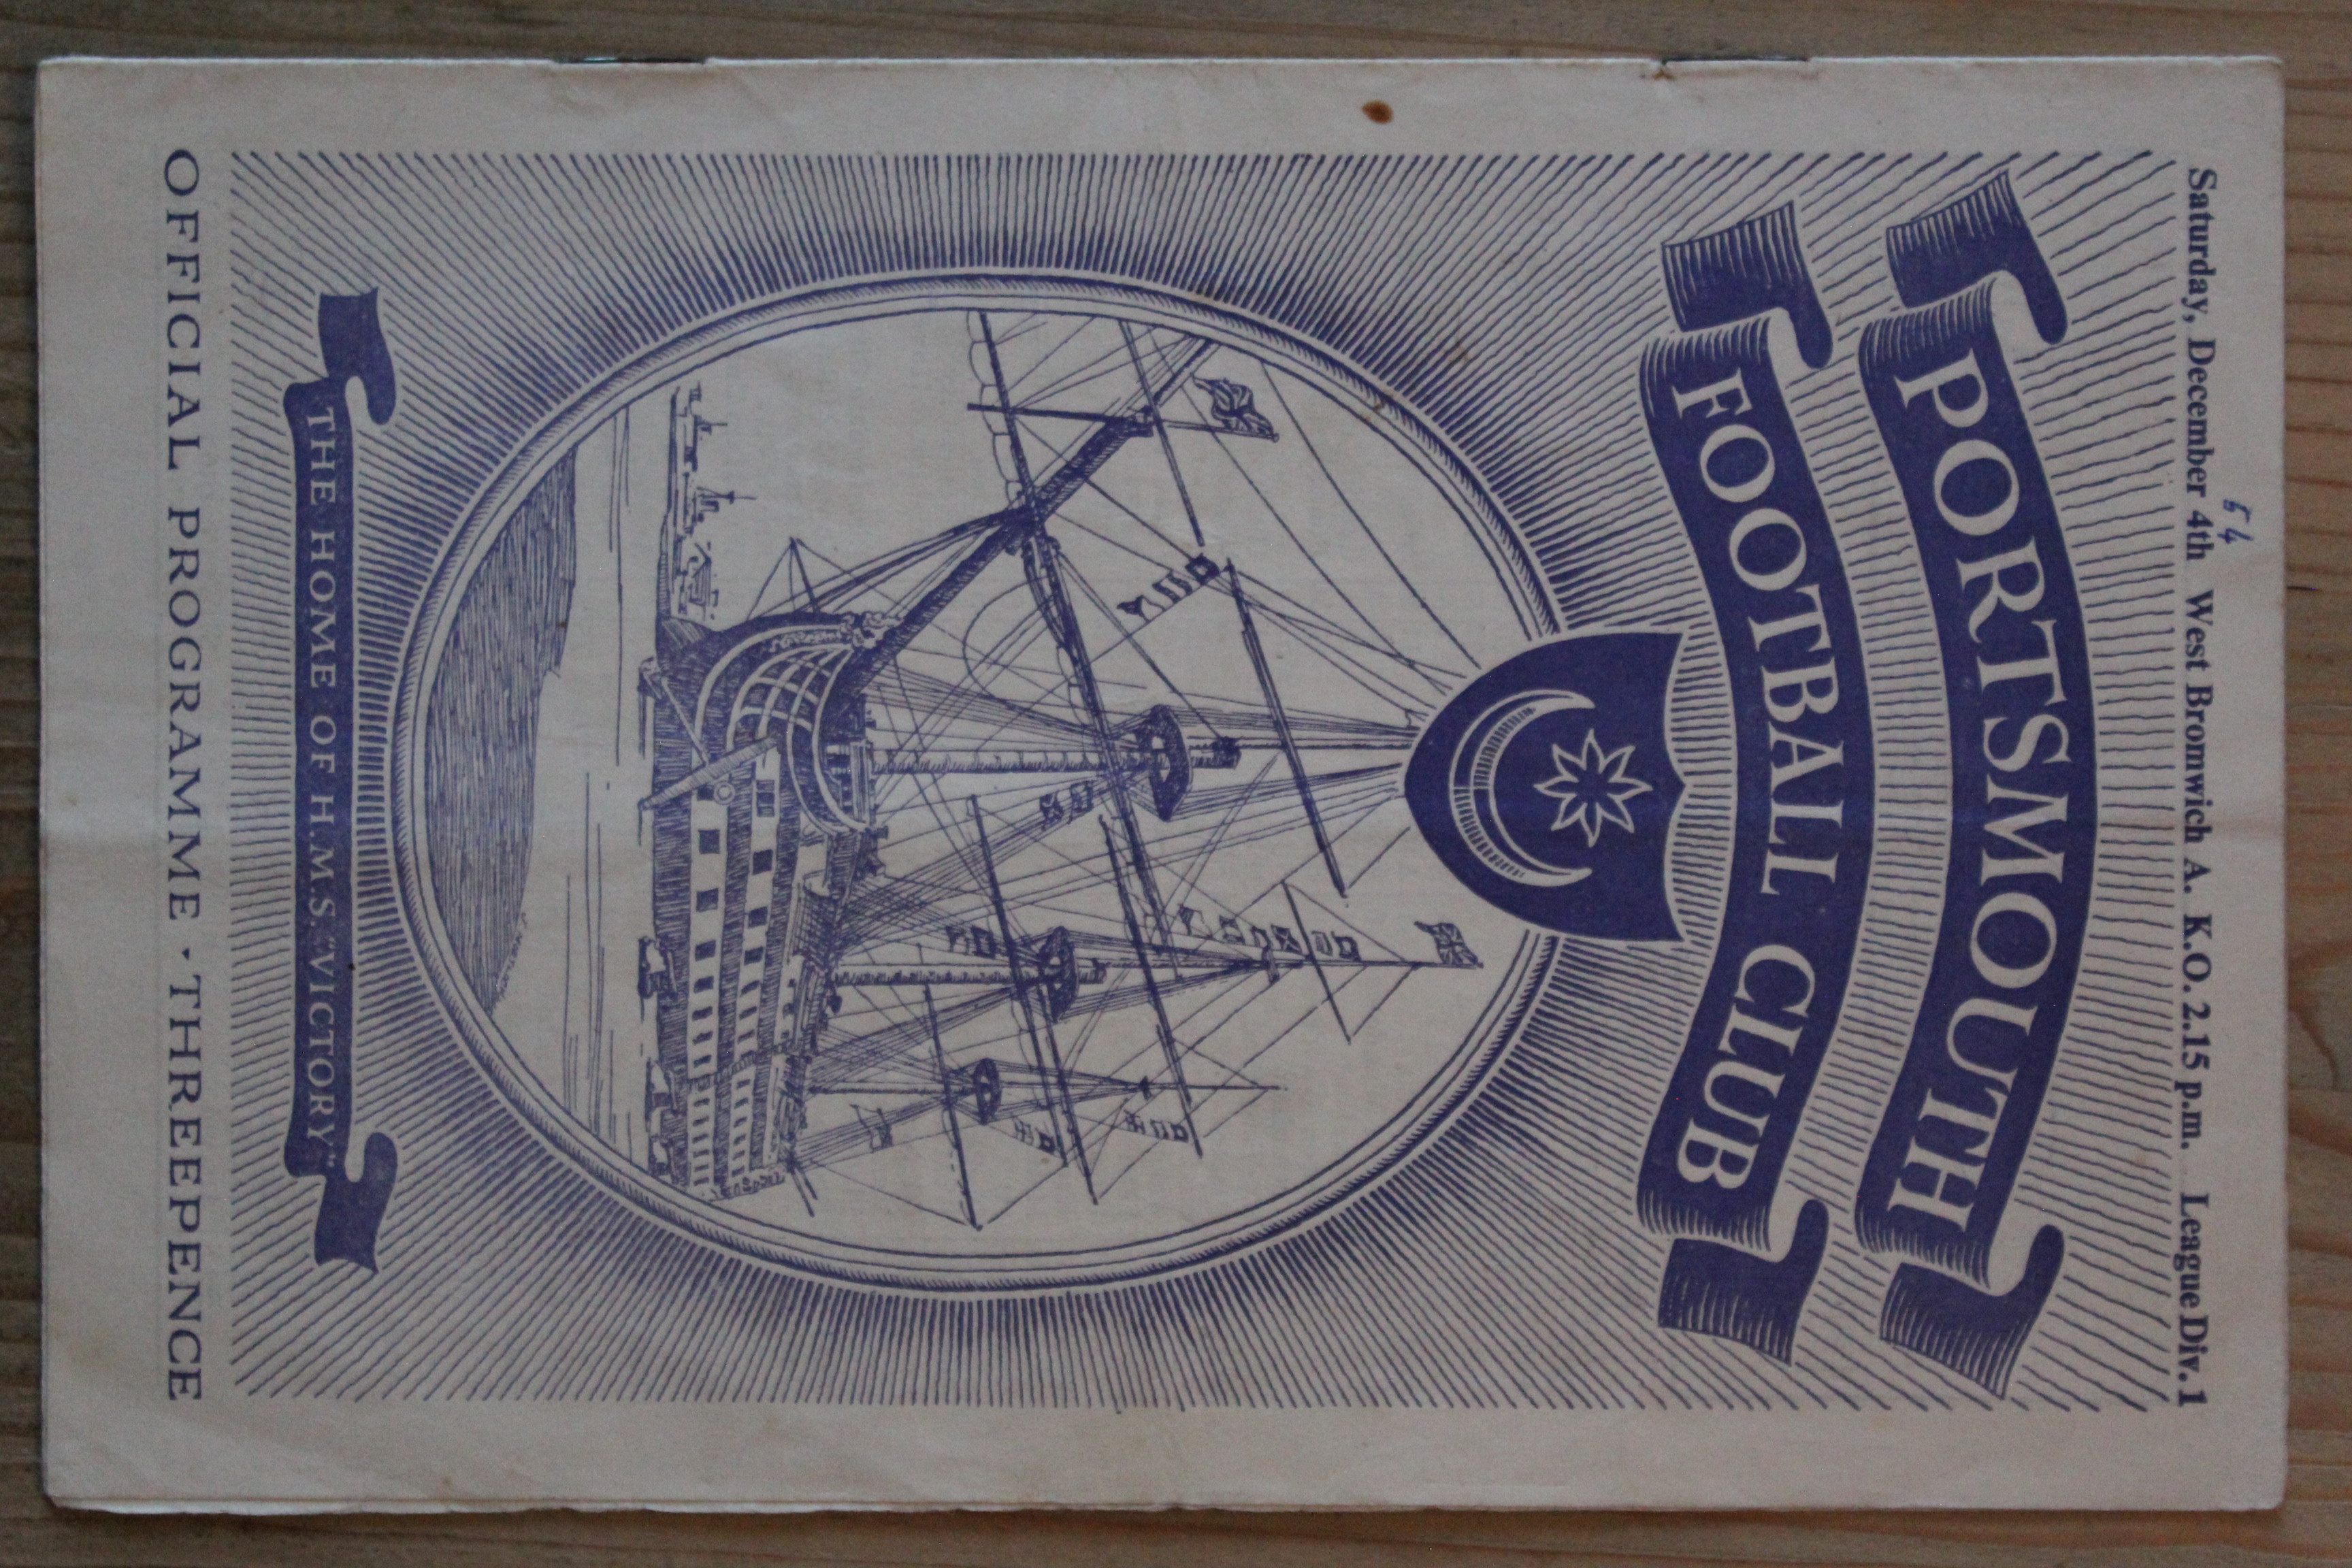 54
Saturday, December 4th West Bromwich A. K.O. 2.15 p.m. League Div. 1
PORTSMOUTH
FOOTBALL CLUB
THE HOME OF H.M.S. "VICTORY"
OFFICIAL PROGRAMME · THREEPENCE